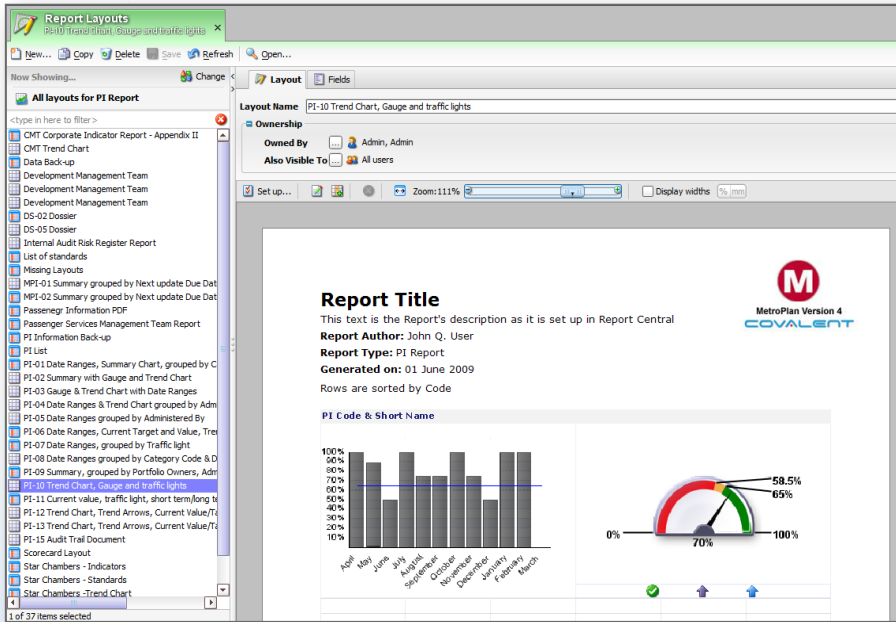 Report Layouts
PI-10 Trend Chart, Gauge and traffic lights
New... Copy Delete Save Refresh Open...
Now Showing... Change
All layouts for PI Report
<type in here to filter>
CMT Corporate Indicator Report - Appendix II
CMT Trend Chart
Data Back-up
Development Management Team
Development Management Team
Development Management Team
DS-02 Dossier
DS-05 Dossier
Internal Audit Risk Register Report
List of standards
Missing Layouts
MPI-01 Summary grouped by Next update Due Dat
MPI-02 Summary grouped by Next update Due Dat
Passenegr Information PDF
Passenger Services Management Team Report
PI Information Back-up
PI List
PI-01 Date Ranges, Summary Chart, grouped by C
PI-02 Summary with Gauge and Trend Chart
PI-03 Gauge & Trend Chart with Date Ranges
PI-04 Date Ranges & Trend Chart grouped by Adm
PI-05 Date Ranges grouped by Administered By
PI-06 Date Ranges, Current Target and Value, Tre
PI-07 Date Ranges, grouped by Traffic light
PI-08 Date Ranges grouped by Category Code & D
PI-09 Summary, grouped by Portfolio Owners, Adm
PI-10 Trend Chart, Gauge and traffic lights
PI-11 Current value, traffic light, short term/long te
PI-12 Trend Chart, Trend Arrows, Current Value/Ta
PI-13 Trend Chart, Trend Arrows, Current Value/Ta
PI-15 Audit Trail Document
Scorecard Layout
Star Chambers - Indicators
Star Chambers - Standards
Star Chambers -Trend Chart
1 of 37 items selected
Layout Fields
Layout Name PI-10 Trend Chart, Gauge and traffic lights
Ownership
Owned By ... Admin, Admin
Also Visible To ... All users
Set up... Zoom:111% Display widths % mm
M
MetroPlan Version 4
COVALENT
Report Title
This text is the Report's description as it is set up in Report Central
Report Author: John Q. User
Report Type: PI Report
Generated on: 01 June 2009
Rows are sorted by Code
PI Code & Short Name
100%
90%
80%
70%
60%
50%
40%
30%
20%
10%
April May June July August September October November December January February March
58.5%
65%
0%
100%
70%